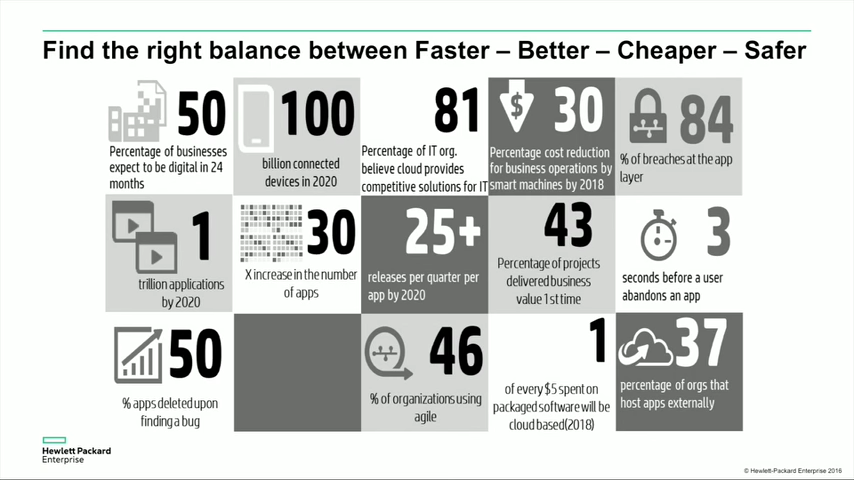 Find the right balance between Faster – Better – Cheaper – Safer
50
Percentage of businesses
expect to be digital in 24
months
100
billion connected
devices in 2020
81
Percentage of IT org.
believe cloud provides
competitive solutions for IT
$
30
Percentage cost reduction
for business operations by
smart machines by 2018
84
% of breaches at the app
layer
1
trillion applications
by 2020
30
X increase in the number
of apps
25+
releases per quarter per
app by 2020
43
Percentage of projects
delivered business
value 1st time
3
seconds before a user
abandons an app
50
% apps deleted upon
finding a bug
46
% of organizations using
agile
1
of every $5 spent on
packaged software will be
cloud based(2018)
37
percentage of orgs that
host apps externally
Hewlett Packard
Enterprise
© Hewlett-Packard Enterprise 2016